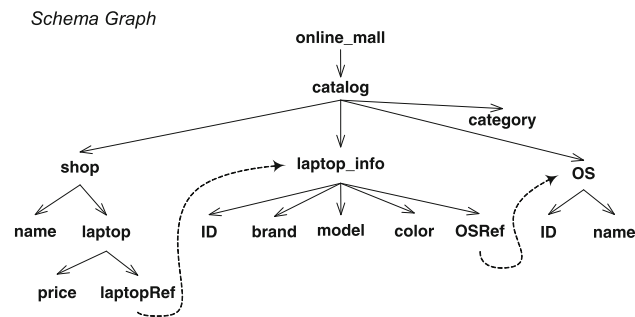 Schema Graph
online_mall
catalog
category
shop
laptop_info
OS
name
laptop
ID
brand
model
color
OSRef
ID
name
price
laptopRef